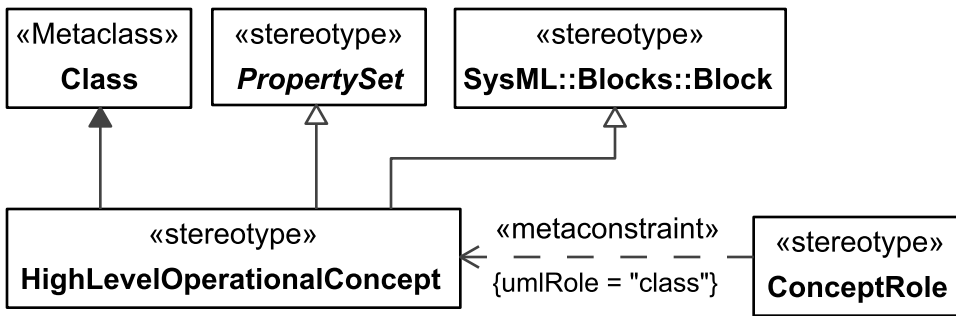 «Metaclass»
Class
«stereotype»
PropertySet
«stereotype»
SysML::Blocks::Block
«stereotype»
HighLevelOperationalConcept
«metaconstraint»
{umlRole = "class"}
«stereotype»
ConceptRole